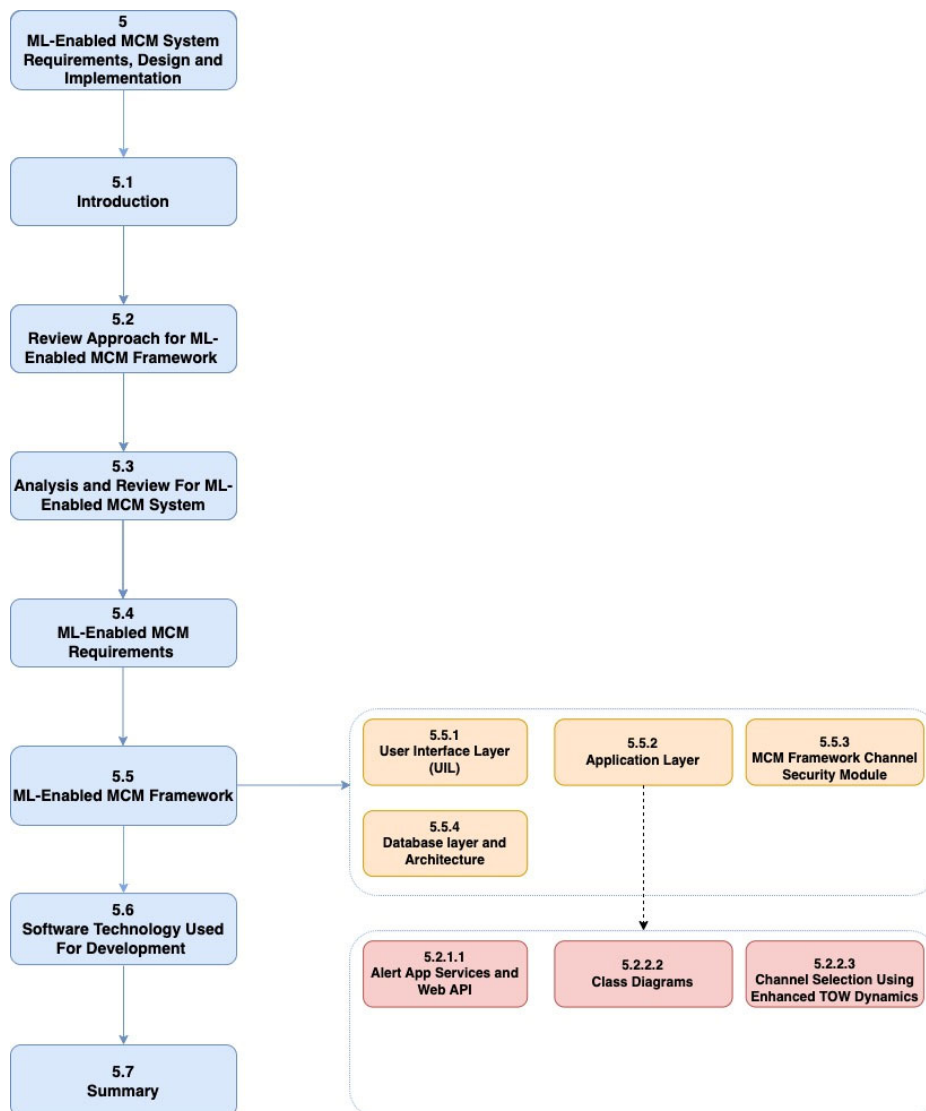 5
ML-Enabled MCM System
Requirements, Design and
Implementation
5.1
Introduction
5.2
Review Approach for ML-
Enabled MCM Framework
5.3
Analysis and Review For ML-
Enabled MCM System
5.4
ML-Enabled MCM
Requirements
5.5
ML-Enabled MCM Framework
5.5.1
User Interface Layer
(UIL)
5.5.2
Application Layer
5.5.3
MCM Framework Channel
Security Module
5.5.4
Database layer and
Architecture
5.6
Software Technology Used
For Development
5.2.1.1
Alert App Services and
Web API
5.2.2.2
Class Diagrams
5.2.2.3
Channel Selection Using
Enhanced TOW Dynamics
5.7
Summary